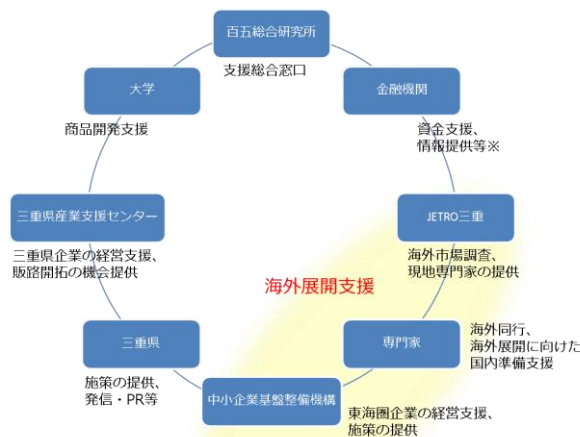 百五総合研究所
支援総合窓口
大学
商品開発支援
金融機関
資金支援、
情報提供等※
三重県産業支援センター
三重県企業の経営支援、
販路開拓の機会提供
JETRO三重
海外市場調査、
現地専門家の提供
海外展開支援
三重県
施策の提供、
発信・PR等
専門家
海外同行、
海外展開に向けた
国内準備支援
中小企業基盤整備機構
東海圏企業の経営支援、
施策の提供